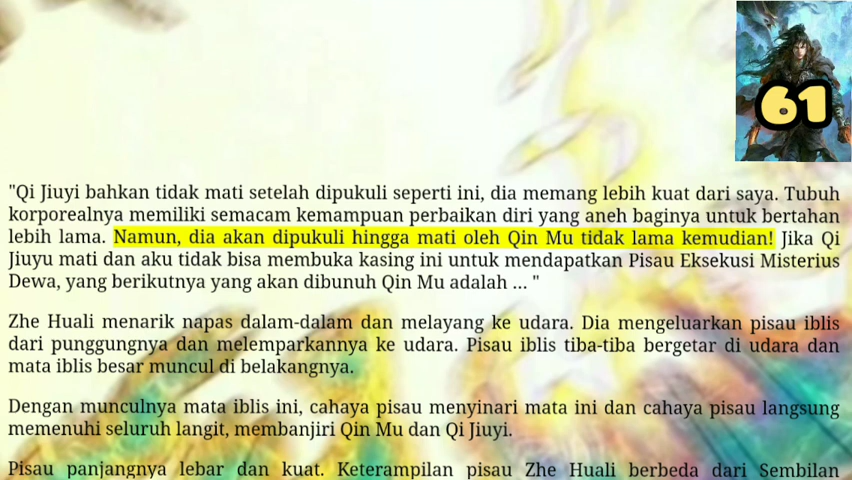 61
"Qi Jiuyi bahkan tidak mati setelah dipukuli seperti ini, dia memang lebih kuat dari saya. Tubuh
korporealnya memiliki semacam kemampuan perbaikan diri yang aneh baginya untuk bertahan
lebih lama. Namun, dia akan dipukuli hingga mati oleh Qin Mu tidak lama kemudian! Jika Qi
Jiuyu mati dan aku tidak bisa membuka kasing ini untuk mendapatkan Pisau Eksekusi Misterius
Dewa, yang berikutnya yang akan dibunuh Qin Mu adalah ... "
Zhe Huali menarik napas dalam-dalam dan melayang ke udara. Dia mengeluarkan pisau iblis
dari punggungnya dan melemparkannya ke udara. Pisau iblis tiba-tiba bergetar di udara dan
mata iblis besar muncul di belakangnya.
Dengan munculnya mata iblis ini, cahaya pisau menyinari mata ini dan cahaya pisau langsung
memenuhi seluruh langit, membanjiri Qin Mu dan Qi Jiuyi.
Pisau panjangnya lebar dan kuat. Keterampilan pisau Zhe Huali berbeda dari Sembilan